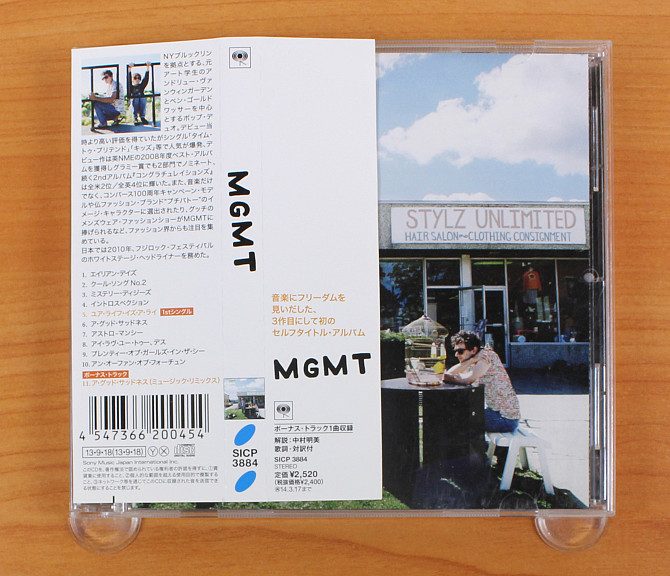 NYブルックリン
を拠点とする、元
アート学生のア
ンドリュー・ヴァ
ンウィンガーデン
とベン・ゴールド
ワッサーを中心
とするポップ・デ
ュオ。デビュー当
時より高い評価を得ていたがシングル「タイム・
トゥ・プリテンド」「キッズ」等で人気が爆発、デ
ビュー作は英NMEの2008年度ベスト・アルバ
ムを獲得しグラミー賞でも2部門でノミネート。
続く2ndアルバム「コングラチュレイションズ」
は全米2位／全英4位に輝いた。また、音楽だけ
でなく、コンバース100周年キャンペーン・モデ
ルや仏ファッション・ブランド"プチバトー"のイ
メージ・キャラクターに選出されたり、グッチの
メンズウェア・ファッションショーがMGMTに
捧げられるなど、ファッション界からも注目を集
めている。
日本では2010年、フジロック・フェスティバル
のホワイトステージ・ヘッドライナーを務めた。
1. エイリアン・デイズ
2. クール・ソング No.2
3. ミステリー・ディジーズ
4. イントロスペクション
5. ユア・ライフ・イズ・ア・ライ 1stシングル
6. ア・グッド・サッドネス
7. アストロ・マンシー
8. アイ・ラヴ・ユー・トゥー、デス
9. プレンティー・オブ・ガールズ・イン・ザ・シー
10. アン・オーファン・オブ・フォーチュン
ボーナス・トラック
11. ア・グッド・サッドネス（ミュージック・リミックス）
4 547366 200454
13・9・18 (13・9・18) Y X
Sony Music Japan International Inc.
MGMT
SICP
3884
音楽にフリーダムを
見いだした、
3作目にして初の
セルフタイトル・アルバム
MGMT
ボーナス・トラック1曲収録
解説：中村明美
歌詞・対訳付
SICP 3884
STEREO
定価￥2,520
(税抜価格￥2,400)
14.3.17まで
STYLZ UNLIMITED
HAIR SALON CLOTHING CONSIGNMENT